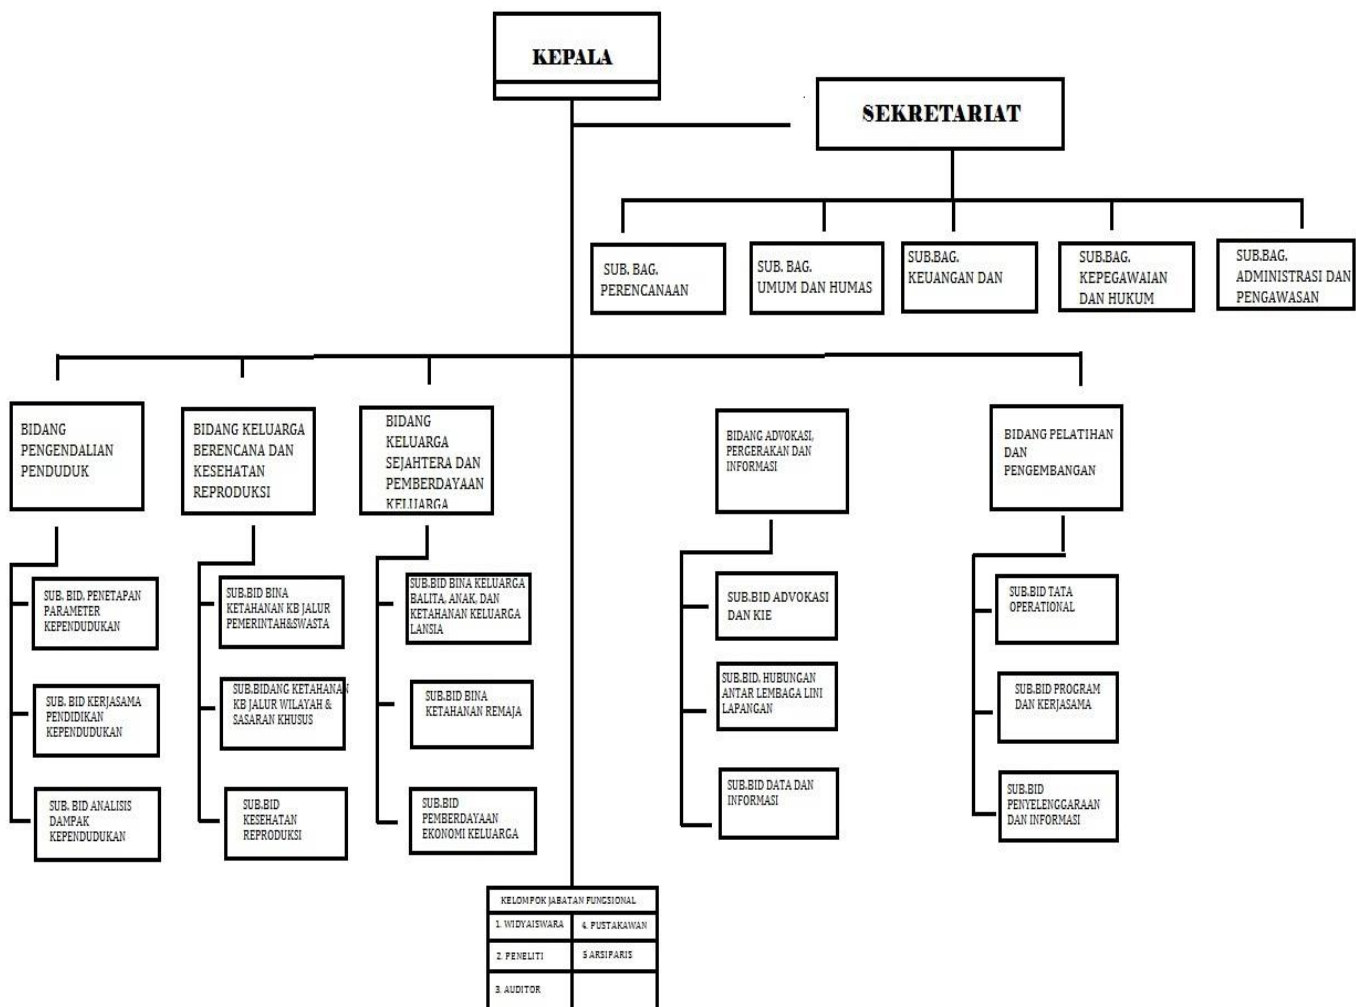 KEPALA
SEKRETARIAT
SUB. BAG.
PERENCANAAN
SUB. BAG.
UMUM DAN HUMAS
SUB.BAG.
KEUANGAN DAN
SUB.BAG.
KEPEGAWAIAN
DAN HUKUM
SUB.BAG.
ADMINISTRASI DAN
PENGAWASAN
BIDANG
PENGENDALIAN
PENDUDUK
BIDANG KELUARGA
BERENCANA DAN
KESEHATAN
REPRODUKSI
BIDANG
KELUARGA
SEJAHTERA DAN
PEMBERDAYAAN
KELUARGA
BIDANG ADVOKASI,
PERGERAKAN DAN
INFORMASI
BIDANG PELATIHAN
DAN
PENGEMBANGAN
SUB. BID. PENETAPAN
PARAMETER
KEPENDUDUKAN
SUB.BID BINA
KETAHANAN KB JALUR
PEMERINTAH&SWASTA
SUB.BID BINA KELUARGA
BALITA, ANAK, DAN
KETAHANAN KELUARGA
LANSIA
SUB.BID ADVOKASI
DAN KIE
SUB.BID TATA
OPERATIONAL
SUB. BID KERJASAMA
PENDIDIKAN
KEPENDUDUKAN
SUB.BIDANG KETAHANAN
KB JALUR WILAYAH &
SASARAN KHUSUS
SUB.BID BINA
KETAHANAN REMAJA
SUB.BID. HUBUNGAN
ANTAR LEMBAGA LINI
LAPANGAN
SUB.BID PROGRAM
DAN KERJASAMA
SUB. BID ANALISIS
DAMPAK
KEPENDUDUKAN
SUB.BID
KESEHATAN
REPRODUKSI
SUB.BID
PEMBERDAYAAN
EKONOMI KELUARGA
SUB.BID DATA DAN
INFORMASI
SUB.BID
PENYELENGGARAAN
DAN INFORMASI
KELOMPOK JABATAN FUNGSIONAL
1. WIDYAISWARA
4. PUSTAKAWAN
2. PENELITI
5 ARSIPARIS
3. AUDITOR